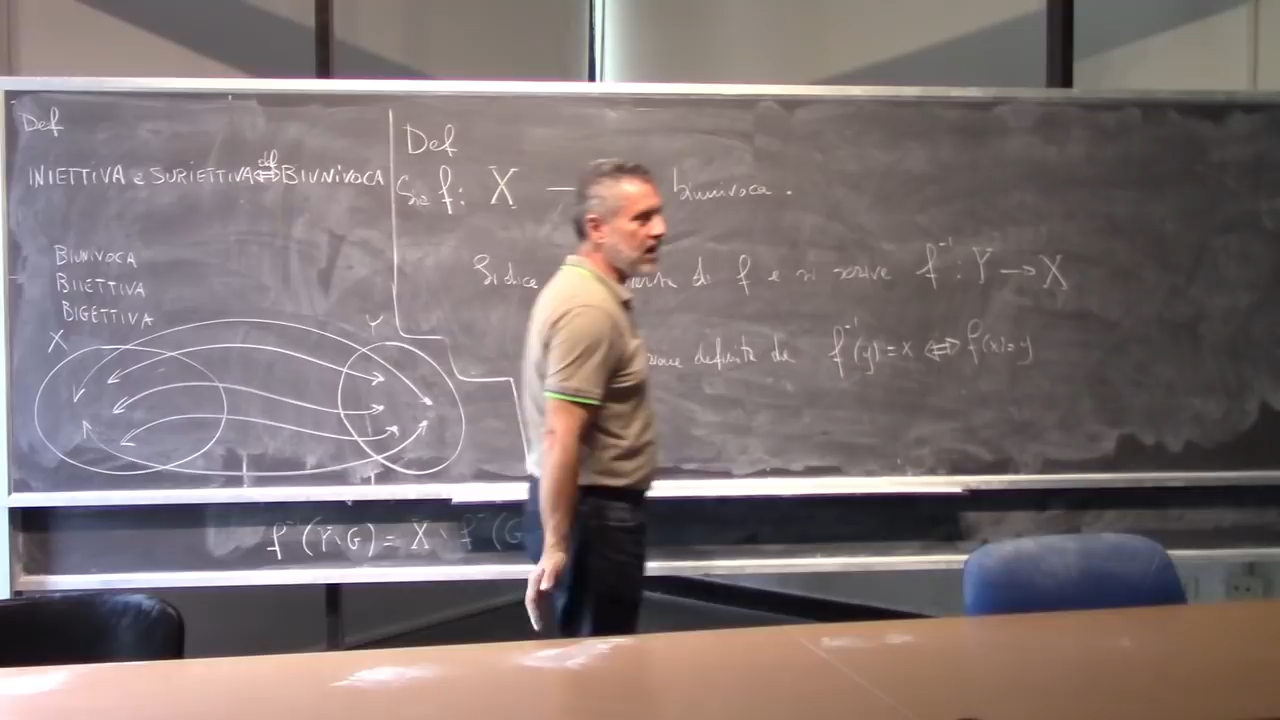 Def
INIETTIVA e SURIETTIVA def ⇔ BIUNIVOCA
BIUNIVOCA
BIIETTIVA
BIGETTIVA
X
Y
Def
Sia f: X — biunivoca.
Si dice di f e si scrive f⁻¹: Y → X
definita da f⁻¹(y) = x ⇔ f(x) = y
f⁻¹(Y\G) = X \ f⁻¹(G